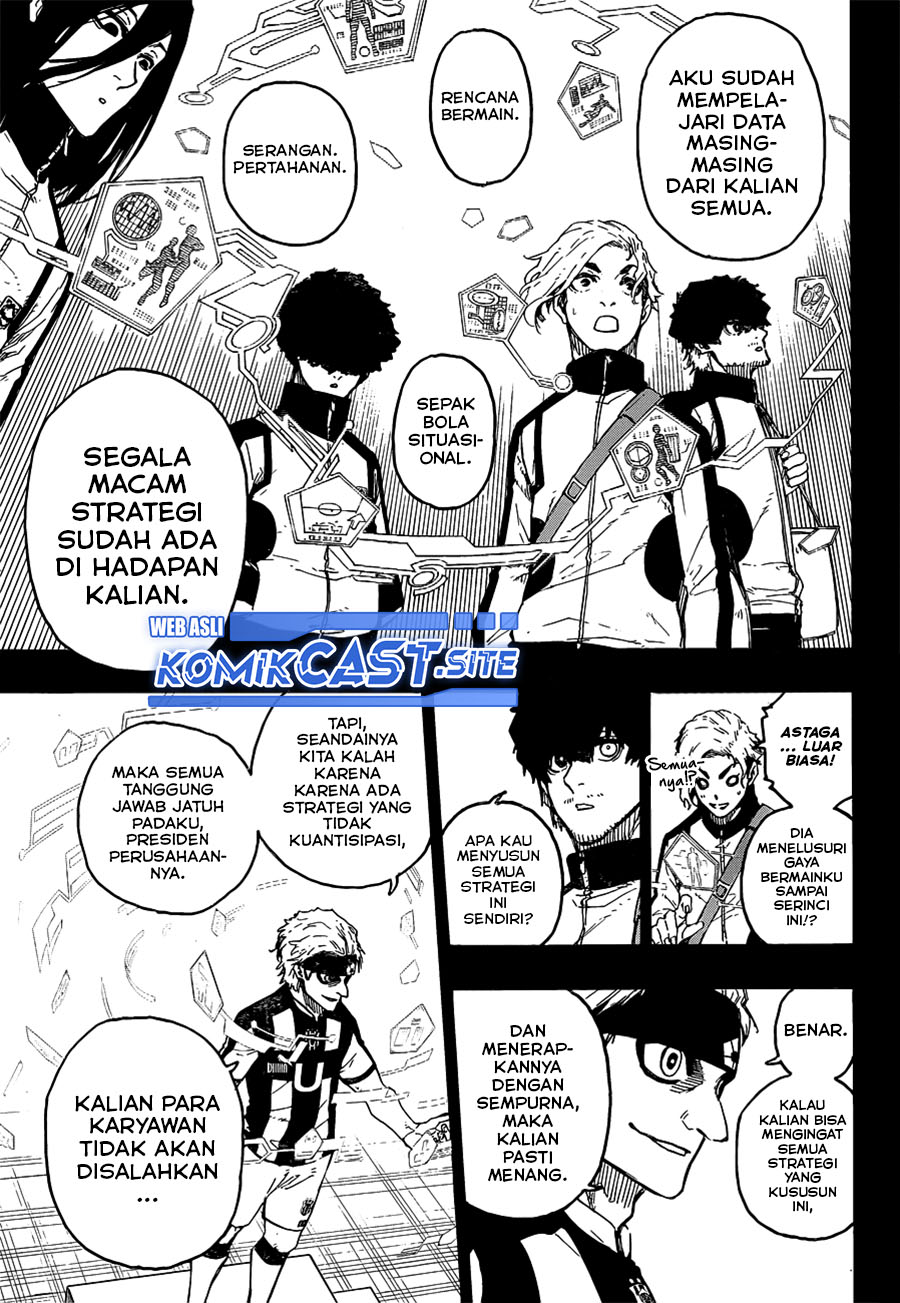 AKU SUDAH
MEMPELA-
JARI DATA
MASING-
MASING
DARI KALIAN
SEMUA.
RENCANA
BERMAIN.
SERANGAN.
PERTAHANAN.
SEPAK
BOLA
SITUASI-
ONAL.
SEGALA
MACAM
STRATEGI
SUDAH ADA
DI HADAPAN
KALIAN.
WEB ASLI
KOMIKCAST.SITE
ASTAGA
... LUAR
BIASA!
Semua-
nya!?
DIA
MENELUSURI
GAYA
BERMAINKU
SAMPAI
SERINCI
INI!?
APA KAU
MENYUSUN
SEMUA
STRATEGI
INI
SENDIRI?
BENAR.
KALAU
KALIAN BISA
MENGINGAT
SEMUA
STRATEGI
YANG
KUSUSUN
INI,
DAN
MENERAP-
KANNYA
DENGAN
SEMPURNA,
MAKA
KALIAN
PASTI
MENANG.
TAPI,
SEANDAINYA
KITA KALAH
KARENA
KARENA ADA
STRATEGI YANG
TIDAK
KUANTISIPASI,
MAKA SEMUA
TANGGUNG
JAWAB JATUH
PADAKU,
PRESIDEN
PERUSAHAAN-
NYA.
U
KALIAN PARA
KARYAWAN
TIDAK AKAN
DISALAHKAN
...